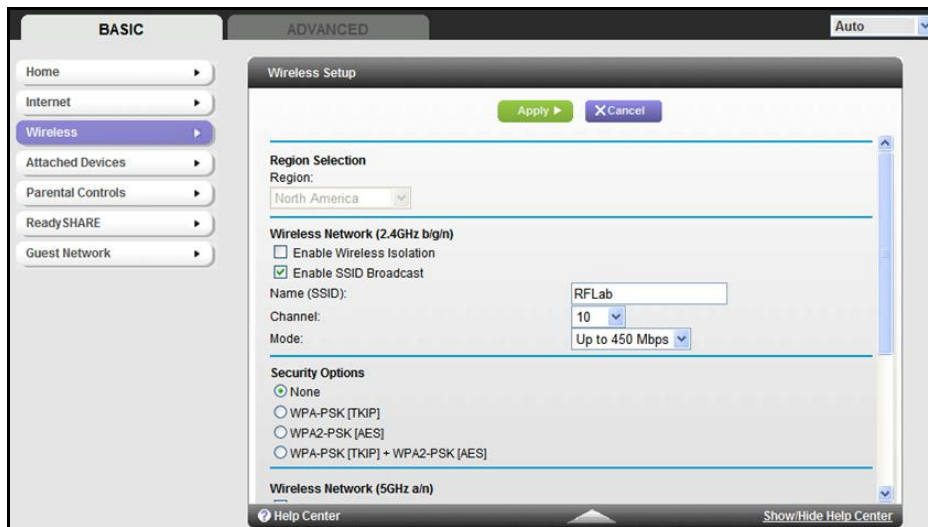 BASIC
ADVANCED
Auto
Home
Internet
Wireless
Attached Devices
Parental Controls
ReadySHARE
Guest Network
Wireless Setup
Apply
Cancel
Region Selection
Region:
North America
Wireless Network (2.4GHz b/g/n)
Enable Wireless Isolation
Enable SSID Broadcast
Name (SSID): RFLab
Channel: 10
Mode: Up to 450 Mbps
Security Options
None
WPA-PSK [TKIP]
WPA2-PSK [AES]
WPA-PSK [TKIP] + WPA2-PSK [AES]
Wireless Network (5GHz a/n)
Help Center
Show/Hide Help Center